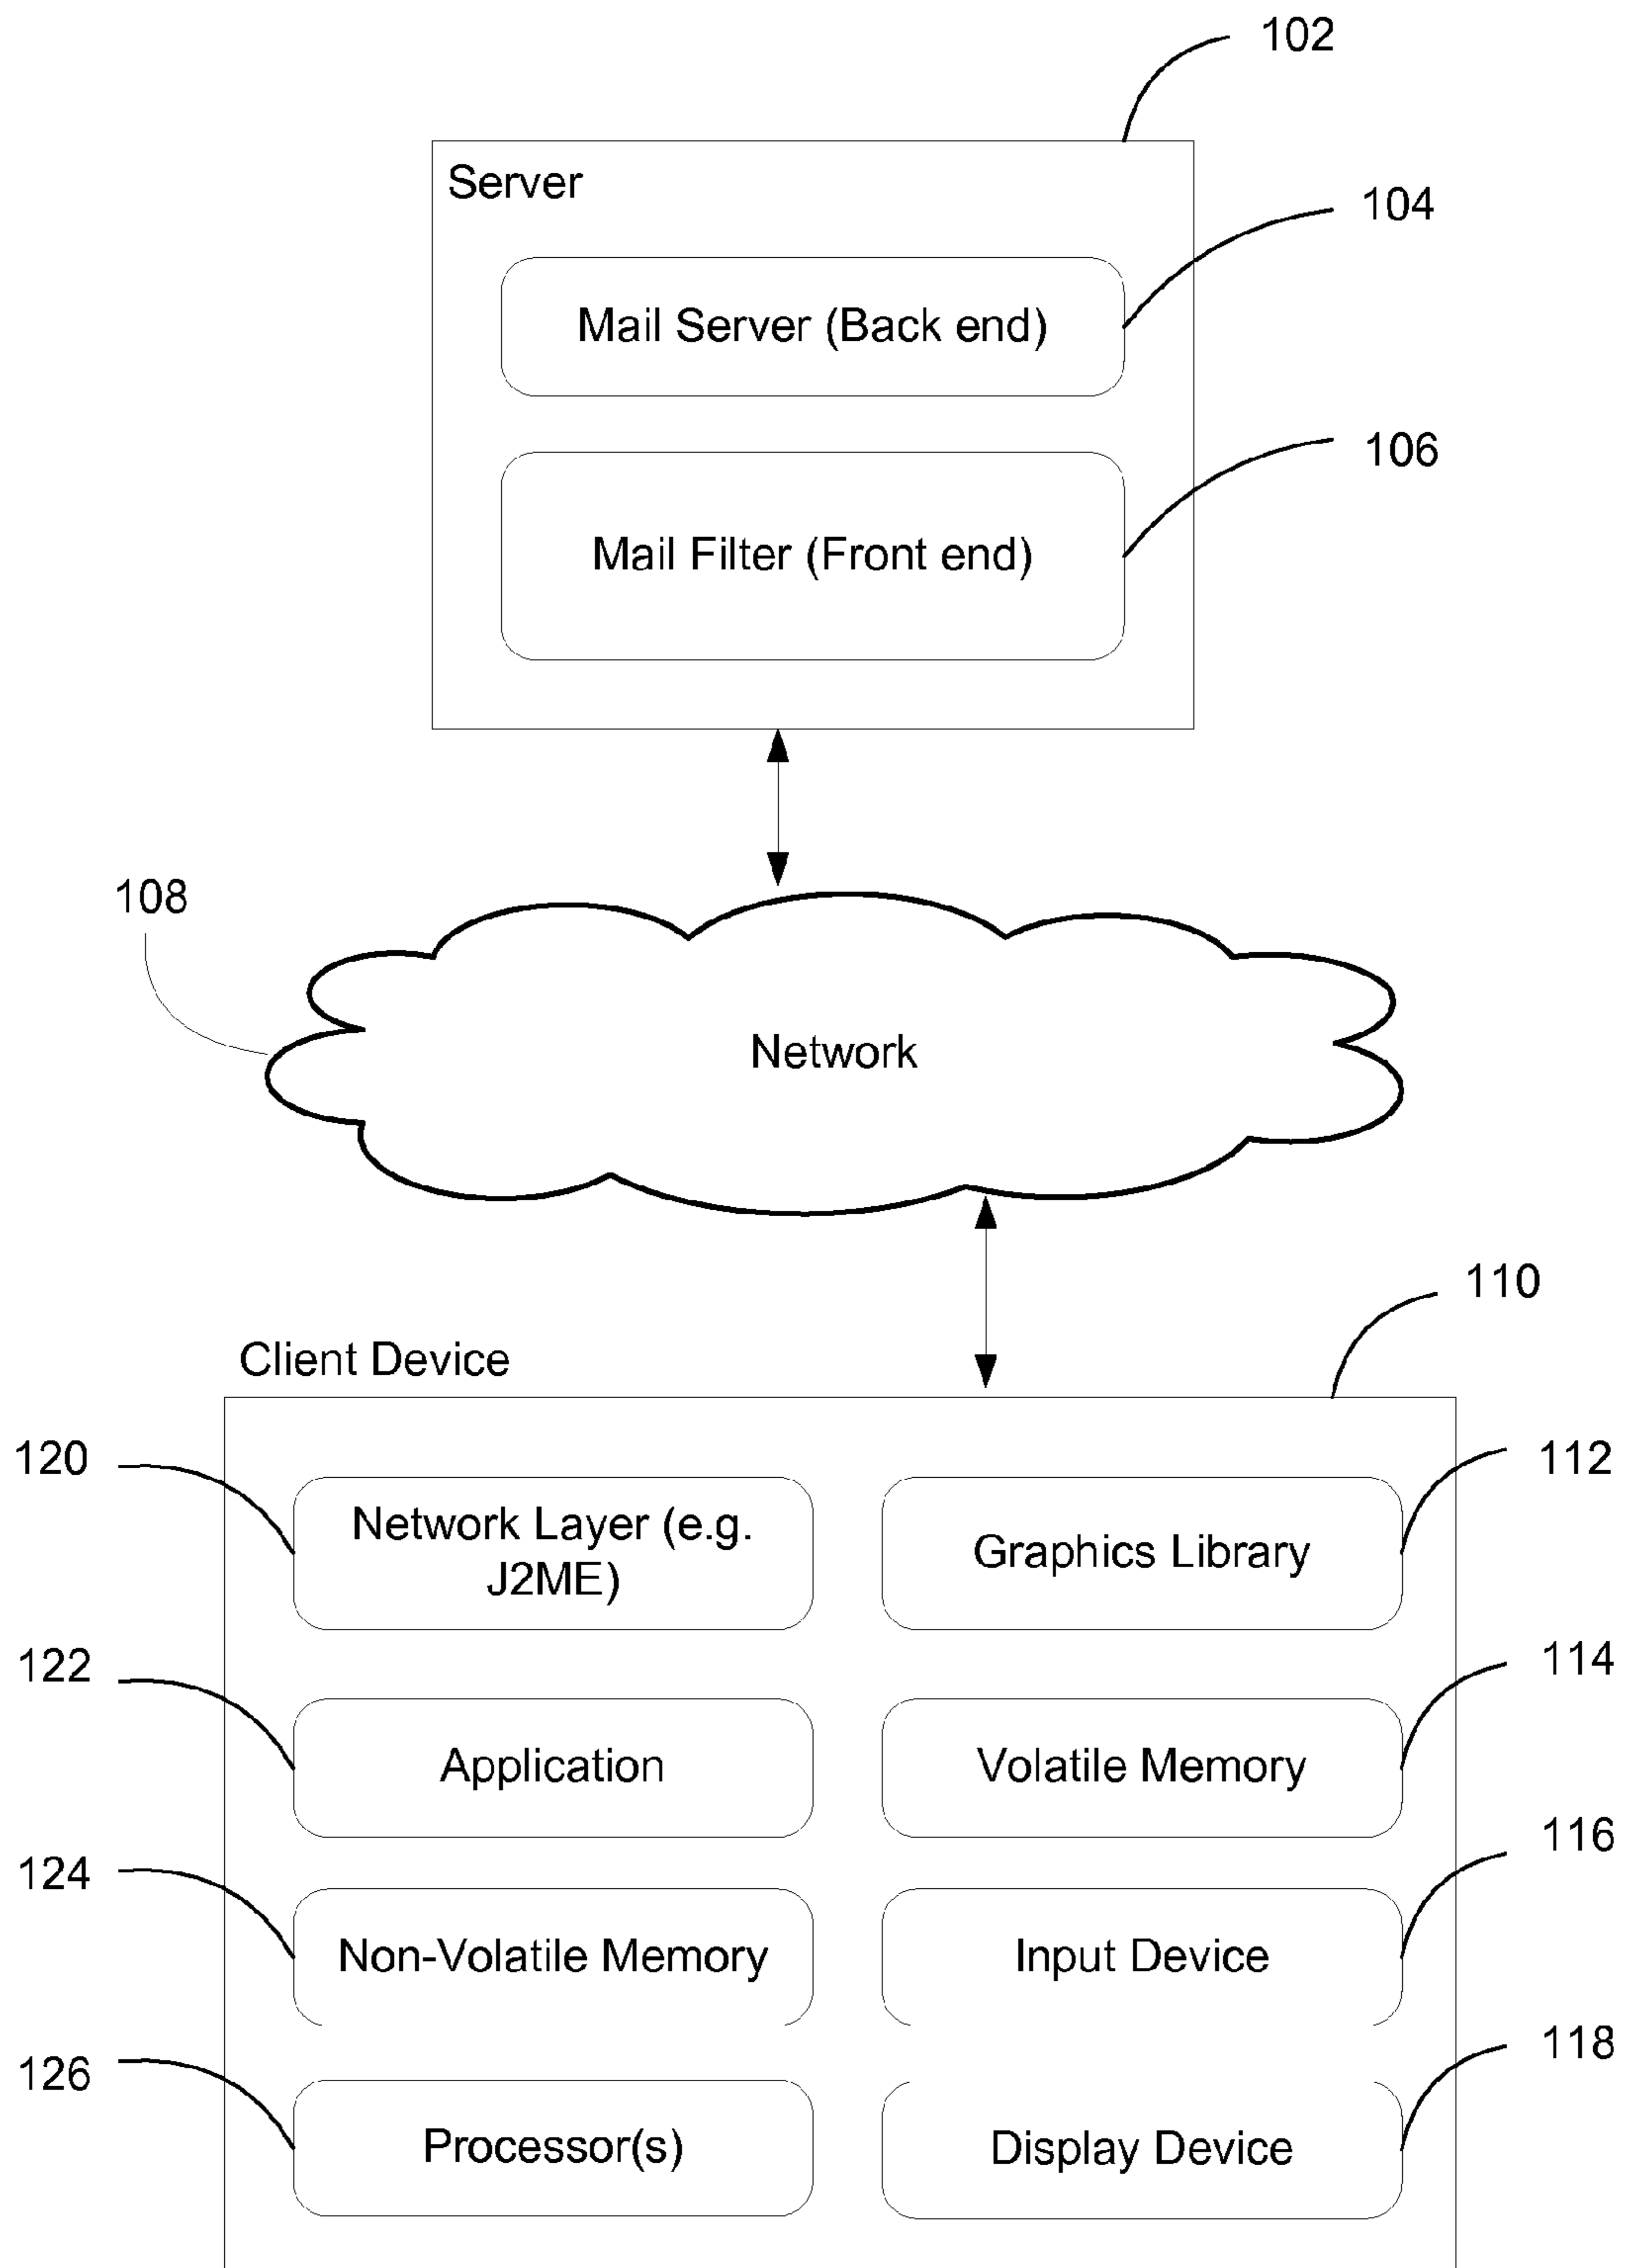 102
Server
104
Mail Server (Back end)
106
Mail Filter (Front end)
108
Network
110
Client Device
120
Network Layer (e.g.
J2ME)
112
Graphics Library
122
Application
114
Volatile Memory
124
Non-Volatile Memory
116
Input Device
126
Processor(s)
118
Display Device